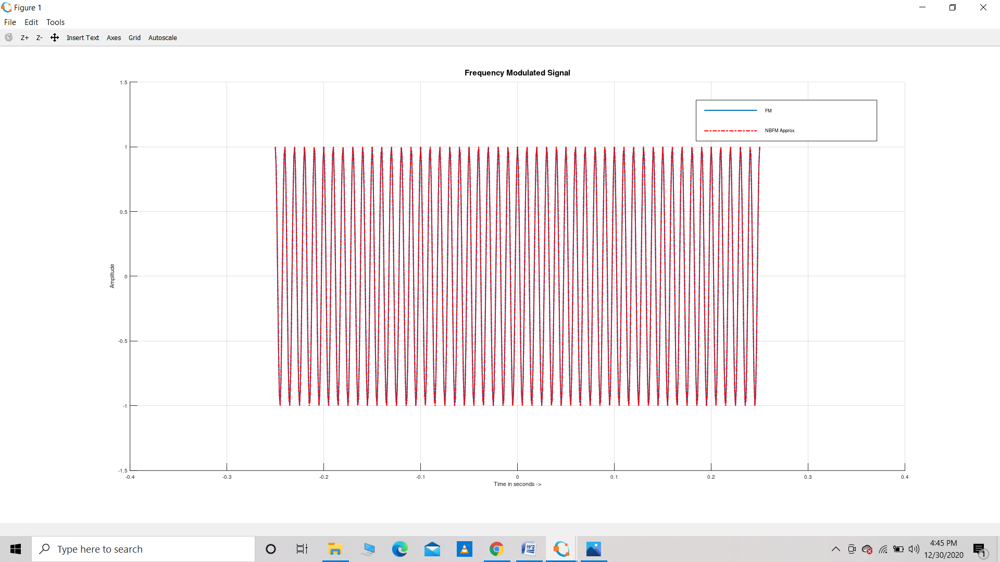 Figure 1
File Edit Tools
Z+ Z- Insert Text Axes Grid Autoscale
Frequency Modulated Signal
1.5
FM
NBFM Approx.
1
0.5
Amplitude
0
-0.5
-1
-1.5
-0.4 -0.3 -0.2 -0.1 0 0.1 0.2 0.3 0.4
Time in seconds ->
Type here to search
4:45 PM
12/30/2020
1